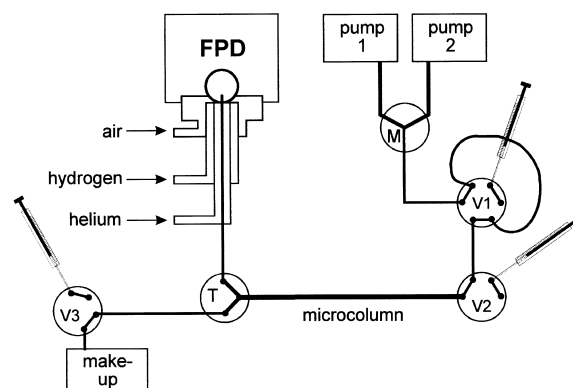 FPD
pump
1
pump
2
air
M
hydrogen
V1
helium
T
V2
V3
microcolumn
make-
up